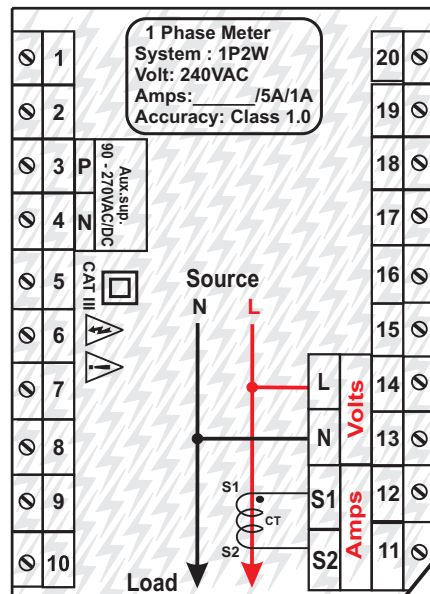 1 Phase Meter
System : 1P2W
Volt: 240VAC
Amps:______/5A/1A
Accuracy: Class 1.0
1
2
3 P
4 N
Aux.sup.
90 - 270VAC/DC
5
CAT III
6
7
8
9
10
20
19
18
17
16
15
14
13
12
11
Source
N L
L
N
Volts
S1
S2
Amps
S1
S2
CT
Load